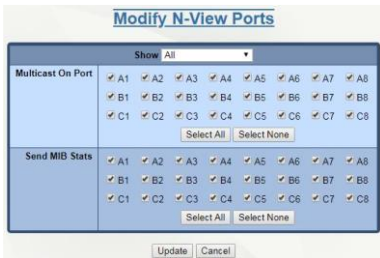 Modify N-View Ports
Show All
Multicast On Port A1 A2 A3 A4 A5 A6 A7 A8
B1 B2 B3 B4 B5 B6 B7 B8
C1 C2 C3 C4 C5 C6 C7 C8
Select All Select None
Send MIB Stats A1 A2 A3 A4 A5 A6 A7 A8
B1 B2 B3 B4 B5 B6 B7 B8
C1 C2 C3 C4 C5 C6 C7 C8
Select All Select None
Update Cancel